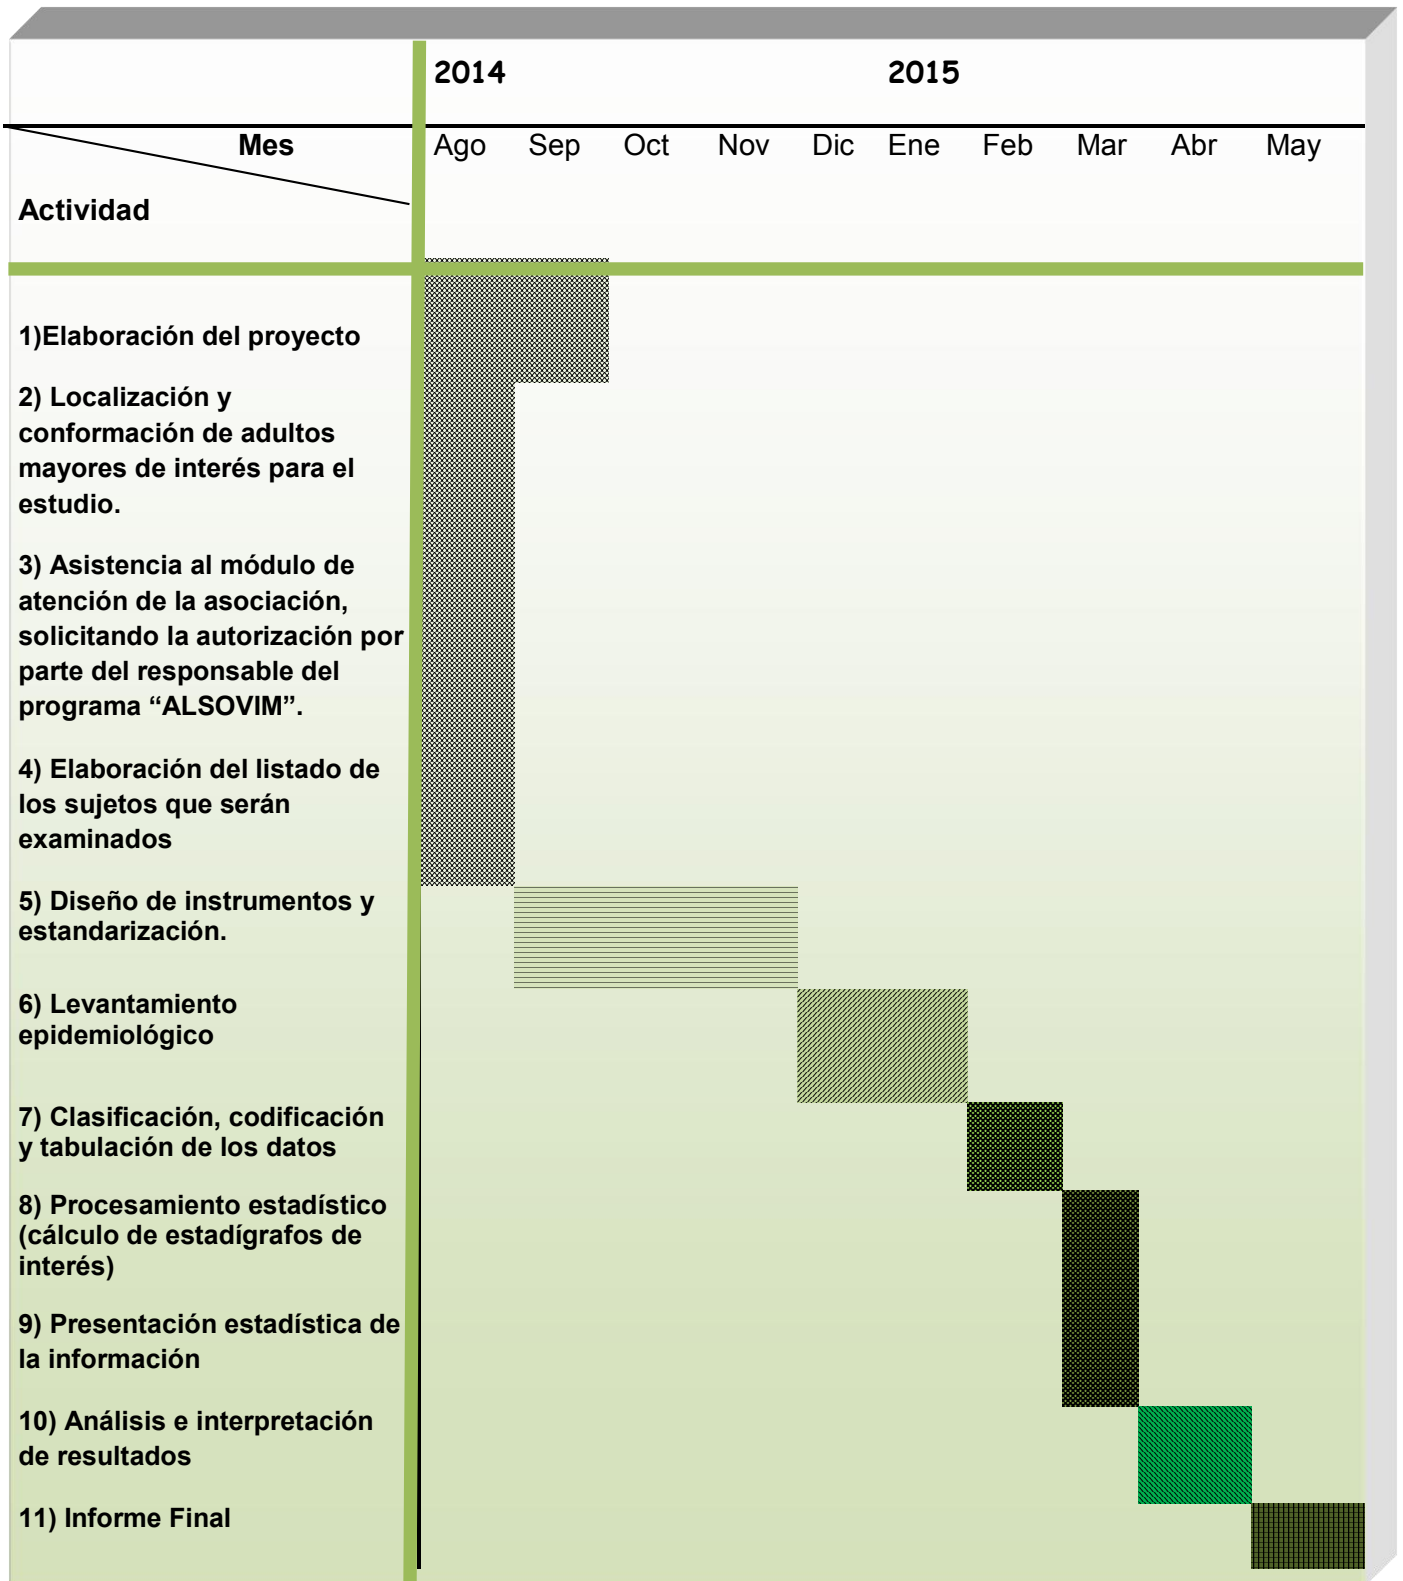 2014 2015
Mes Ago Sep Oct Nov Dic Ene Feb Mar Abr May
Actividad
1)Elaboración del proyecto
2) Localización y
conformación de adultos
mayores de interés para el
estudio.
3) Asistencia al módulo de
atención de la asociación,
solicitando la autorización por
parte del responsable del
programa “ALSOVIM”.
4) Elaboración del listado de
los sujetos que serán
examinados
5) Diseño de instrumentos y
estandarización.
6) Levantamiento
epidemiológico
7) Clasificación, codificación
y tabulación de los datos
8) Procesamiento estadístico
(cálculo de estadígrafos de
interés)
9) Presentación estadística de
la información
10) Análisis e interpretación
de resultados
11) Informe Final